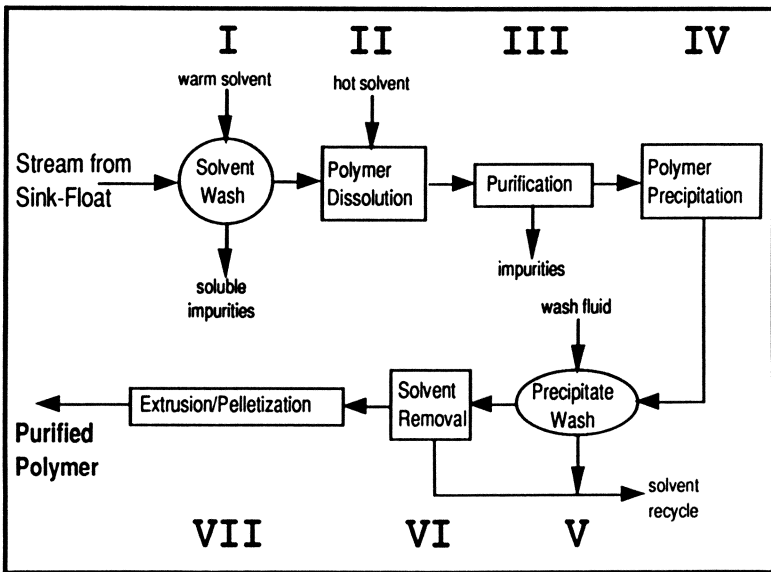 I II III IV
warm solvent
hot solvent
Stream from
Sink-Float
Solvent
Wash
Polymer
Dissolution
Purification
Polymer
Precipitation
soluble
impurities
impurities
wash fluid
Extrusion/Pelletization
Solvent
Removal
Precipitate
Wash
Purified
Polymer
solvent
recycle
VII VI V